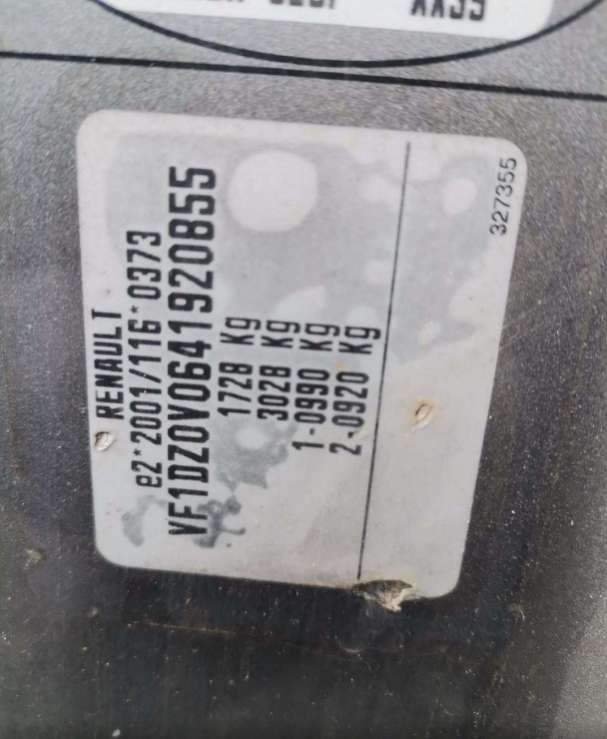 RENAULT
e2*2001/116*0373
VF1DZ0V0641920855
1728 Kg
3028 Kg
1-0990 Kg
2-0920 Kg
327355